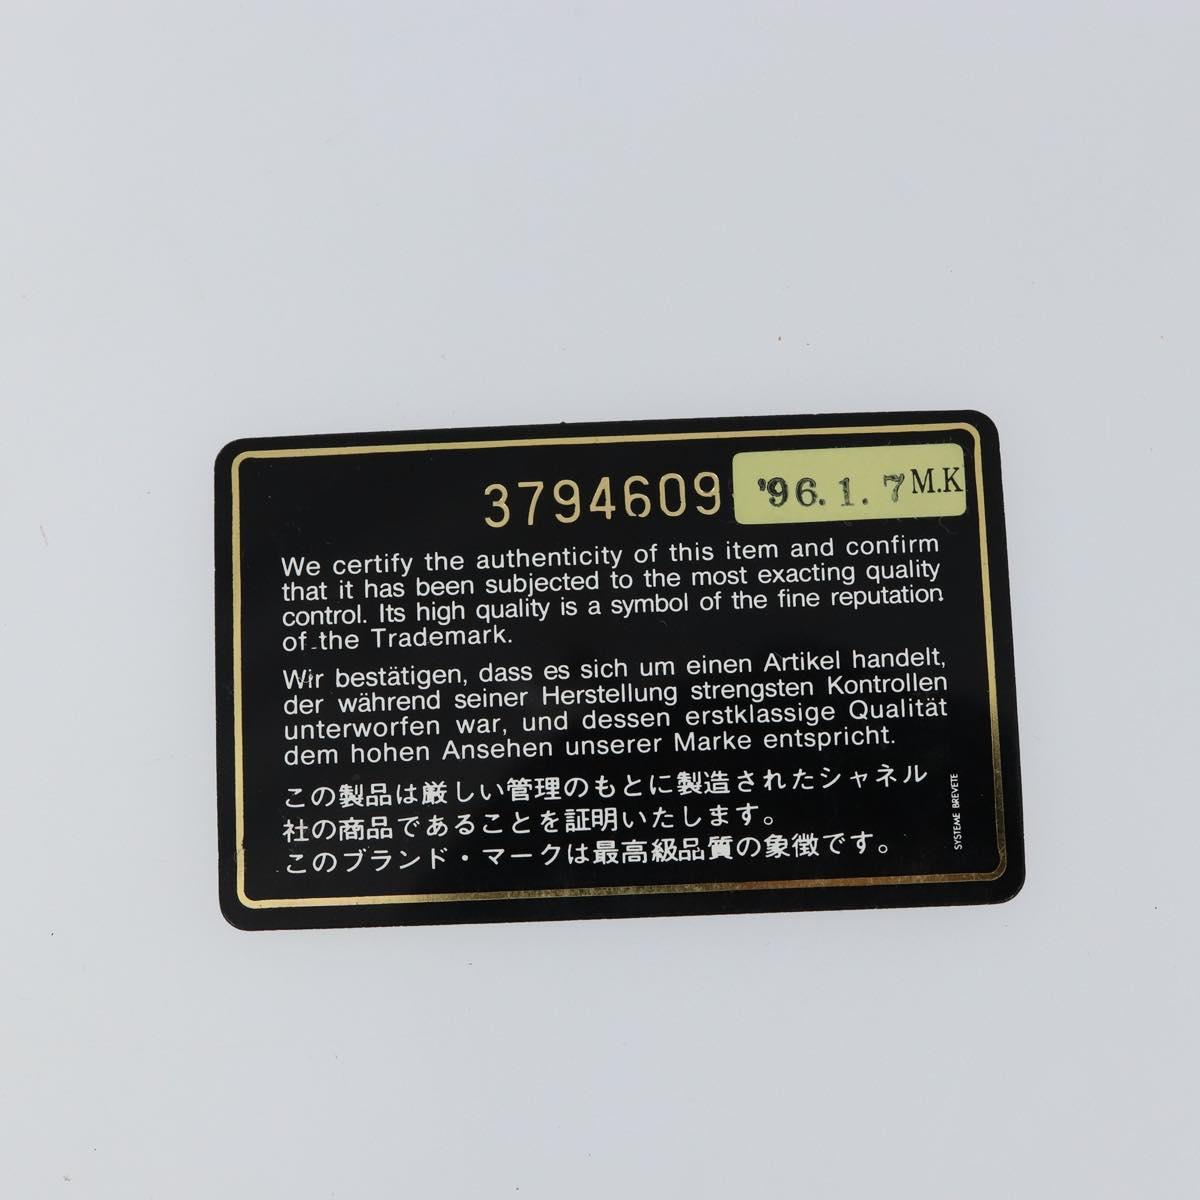 3794609 '96.1.7 M.K
We certify the authenticity of this item and confirm
that it has been subjected to the most exacting quality
control. Its high quality is a symbol of the fine reputation
of the Trademark.
Wir bestätigen, dass es sich um einen Artikel handelt,
der während seiner Herstellung strengsten Kontrollen
unterworfen war, und dessen erstklassige Qualität
dem hohen Ansehen unserer Marke entspricht.
この製品は厳しい管理のもとに製造されたシャネル
社の商品であることを証明いたします。
このブランド・マークは最高級品質の象徴です。
SYSTEME BREVETE